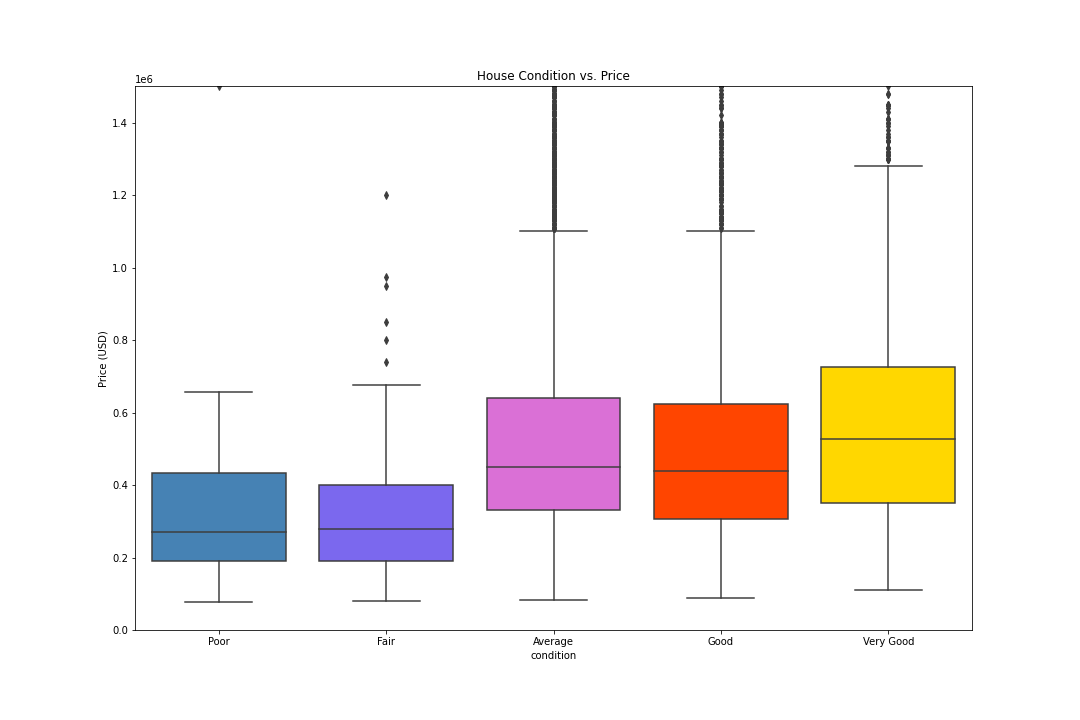 House Condition vs. Price
1e6
1.4
1.2
1.0
0.8
0.6
0.4
0.2
0.0
Price (USD)
Poor Fair Average Good Very Good
condition